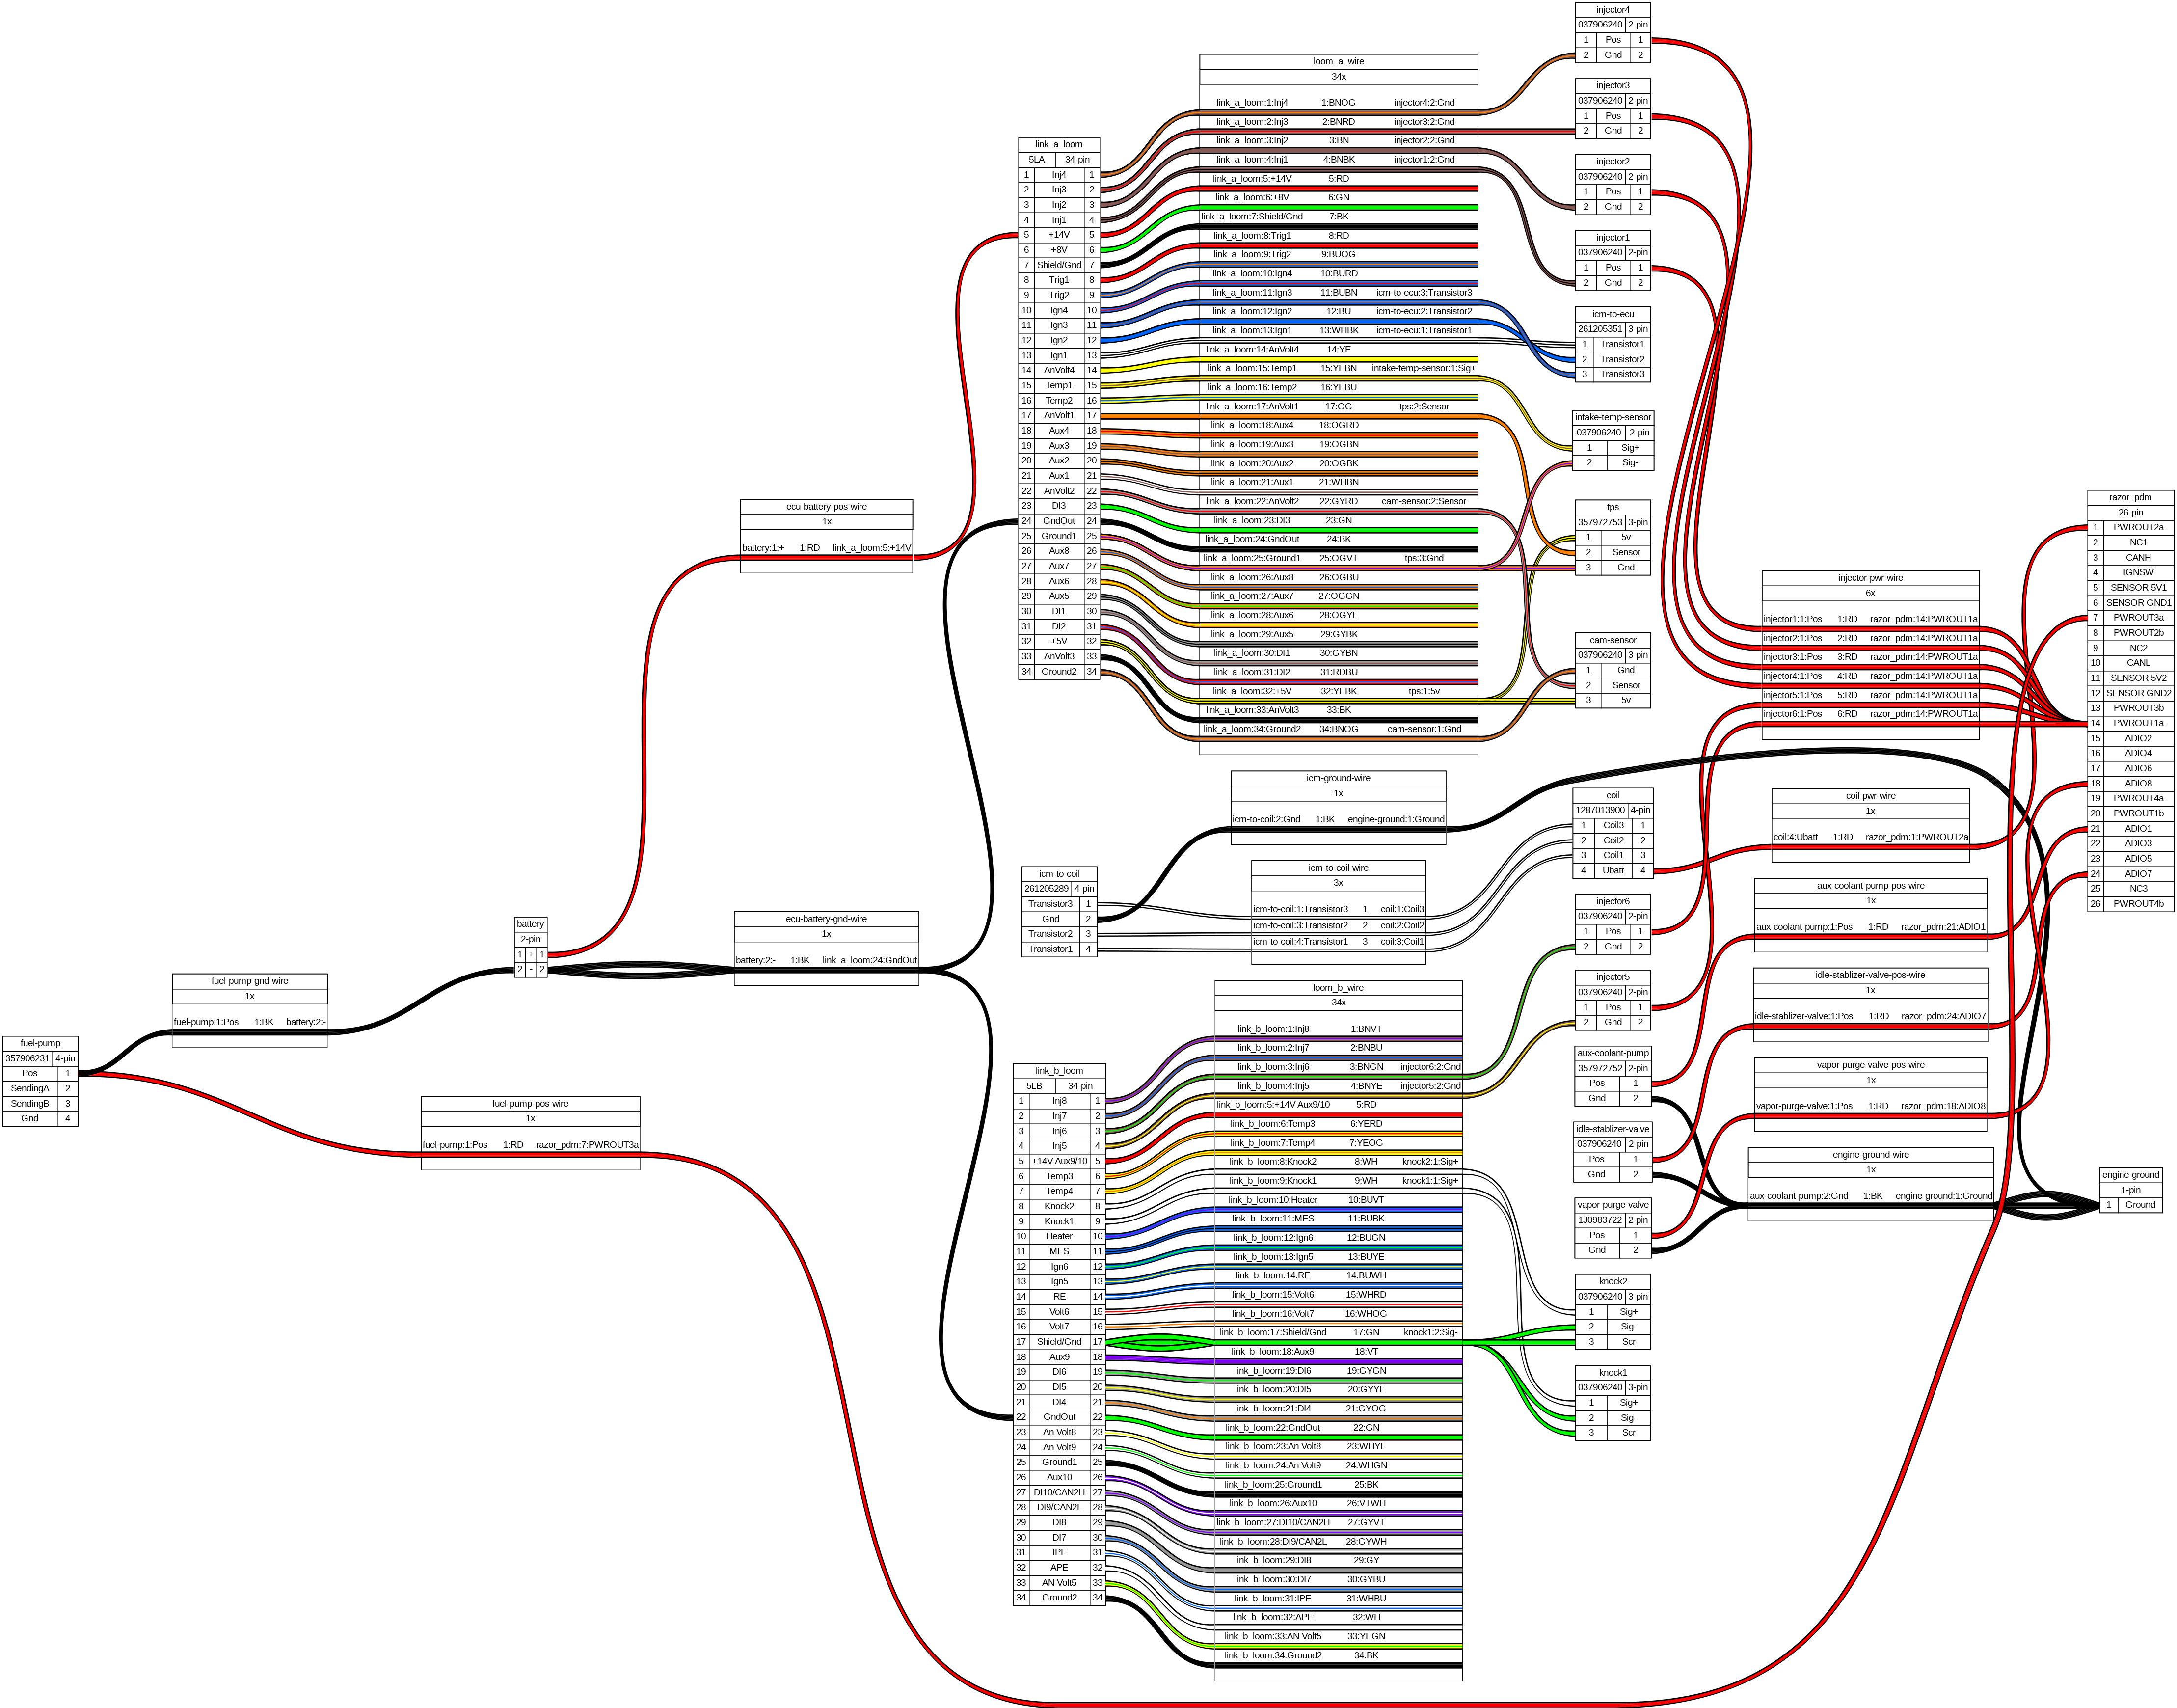 fuel-pump
357906231 4-pin
Pos 1
SendingA 2
SendingB 3
Gnd 4
fuel-pump-gnd-wire
1x
fuel-pump:1:Pos 1:BK battery:2:-
fuel-pump-pos-wire
1x
fuel-pump:1:Pos 1:RD razor_pdm:7:PWROUT3a
battery
2-pin
1 + 1
2 - 2
ecu-battery-pos-wire
1x
battery:1:+ 1:RD link_a_loom:5:+14V
ecu-battery-gnd-wire
1x
battery:2:- 1:BK link_a_loom:24:GndOut
link_a_loom
5LA 34-pin
1 Inj4 1
2 Inj3 2
3 Inj2 3
4 Inj1 4
5 +14V 5
6 +8V 6
7 Shield/Gnd 7
8 Trig1 8
9 Trig2 9
10 Ign4 10
11 Ign3 11
12 Ign2 12
13 Ign1 13
14 AnVolt4 14
15 Temp1 15
16 Temp2 16
17 AnVolt1 17
18 Aux4 18
19 Aux3 19
20 Aux2 20
21 Aux1 21
22 AnVolt2 22
23 DI3 23
24 GndOut 24
25 Ground1 25
26 Aux8 26
27 Aux7 27
28 Aux6 28
29 Aux5 29
30 DI1 30
31 DI2 31
32 +5V 32
33 AnVolt3 33
34 Ground2 34
loom_a_wire
34x
link_a_loom:1:Inj4 1:BNOG injector4:2:Gnd
link_a_loom:2:Inj3 2:BNRD injector3:2:Gnd
link_a_loom:3:Inj2 3:BN injector2:2:Gnd
link_a_loom:4:Inj1 4:BNBK injector1:2:Gnd
link_a_loom:5:+14V 5:RD
link_a_loom:6:+8V 6:GN
link_a_loom:7:Shield/Gnd 7:BK
link_a_loom:8:Trig1 8:RD
link_a_loom:9:Trig2 9:BUOG
link_a_loom:10:Ign4 10:BURD
link_a_loom:11:Ign3 11:BUBN icm-to-ecu:3:Transistor3
link_a_loom:12:Ign2 12:BU icm-to-ecu:2:Transistor2
link_a_loom:13:Ign1 13:WHBK icm-to-ecu:1:Transistor1
link_a_loom:14:AnVolt4 14:YE
link_a_loom:15:Temp1 15:YEBN intake-temp-sensor:1:Sig+
link_a_loom:16:Temp2 16:YEBU
link_a_loom:17:AnVolt1 17:OG tps:2:Sensor
link_a_loom:18:Aux4 18:OGRD
link_a_loom:19:Aux3 19:OGBN
link_a_loom:20:Aux2 20:OGBK
link_a_loom:21:Aux1 21:WHBN
link_a_loom:22:AnVolt2 22:GYRD cam-sensor:2:Sensor
link_a_loom:23:DI3 23:GN
link_a_loom:24:GndOut 24:BK
link_a_loom:25:Ground1 25:OGVT tps:3:Gnd
link_a_loom:26:Aux8 26:OGBU
link_a_loom:27:Aux7 27:OGGN
link_a_loom:28:Aux6 28:OGYE
link_a_loom:29:Aux5 29:GYBK
link_a_loom:30:DI1 30:GYBN
link_a_loom:31:DI2 31:RDBU
link_a_loom:32:+5V 32:YEBK tps:1:5v
link_a_loom:33:AnVolt3 33:BK
link_a_loom:34:Ground2 34:BNOG cam-sensor:1:Gnd
icm-to-coil
261205289 4-pin
Transistor3 1
Gnd 2
Transistor2 3
Transistor1 4
icm-ground-wire
1x
icm-to-coil:2:Gnd 1:BK engine-ground:1:Ground
icm-to-coil-wire
3x
icm-to-coil:1:Transistor3 1 coil:1:Coil3
icm-to-coil:3:Transistor2 2 coil:2:Coil2
icm-to-coil:4:Transistor1 3 coil:3:Coil1
link_b_loom
5LB 34-pin
1 Inj8 1
2 Inj7 2
3 Inj6 3
4 Inj5 4
5 +14V Aux9/10 5
6 Temp3 6
7 Temp4 7
8 Knock2 8
9 Knock1 9
10 Heater 10
11 MES 11
12 Ign6 12
13 Ign5 13
14 RE 14
15 Volt6 15
16 Volt7 16
17 Shield/Gnd 17
18 Aux9 18
19 DI6 19
20 DI5 20
21 DI4 21
22 GndOut 22
23 An Volt8 23
24 An Volt9 24
25 Ground1 25
26 Aux10 26
27 DI10/CAN2H 27
28 DI9/CAN2L 28
29 DI8 29
30 DI7 30
31 IPE 31
32 APE 32
33 AN Volt5 33
34 Ground2 34
loom_b_wire
34x
link_b_loom:1:Inj8 1:BNVT
link_b_loom:2:Inj7 2:BNBU
link_b_loom:3:Inj6 3:BNGN injector6:2:Gnd
link_b_loom:4:Inj5 4:BNYE injector5:2:Gnd
link_b_loom:5:+14V Aux9/10 5:RD
link_b_loom:6:Temp3 6:YERD
link_b_loom:7:Temp4 7:YEOG
link_b_loom:8:Knock2 8:WH knock2:1:Sig+
link_b_loom:9:Knock1 9:WH knock1:1:Sig+
link_b_loom:10:Heater 10:BUVT
link_b_loom:11:MES 11:BUBK
link_b_loom:12:Ign6 12:BUGN
link_b_loom:13:Ign5 13:BUYE
link_b_loom:14:RE 14:BUWH
link_b_loom:15:Volt6 15:WHRD
link_b_loom:16:Volt7 16:WHOG
link_b_loom:17:Shield/Gnd 17:GN knock1:2:Sig-
link_b_loom:18:Aux9 18:VT
link_b_loom:19:DI6 19:GYGN
link_b_loom:20:DI5 20:GYYE
link_b_loom:21:DI4 21:GYOG
link_b_loom:22:GndOut 22:GN
link_b_loom:23:An Volt8 23:WHYE
link_b_loom:24:An Volt9 24:WHGN
link_b_loom:25:Ground1 25:BK
link_b_loom:26:Aux10 26:VTWH
link_b_loom:27:DI10/CAN2H 27:GYVT
link_b_loom:28:DI9/CAN2L 28:GYWH
link_b_loom:29:DI8 29:GY
link_b_loom:30:DI7 30:GYBU
link_b_loom:31:IPE 31:WHBU
link_b_loom:32:APE 32:WH
link_b_loom:33:AN Volt5 33:YEGN
link_b_loom:34:Ground2 34:BK
injector4
037906240 2-pin
1 Pos 1
2 Gnd 2
injector3
037906240 2-pin
1 Pos 1
2 Gnd 2
injector2
037906240 2-pin
1 Pos 1
2 Gnd 2
injector1
037906240 2-pin
1 Pos 1
2 Gnd 2
icm-to-ecu
261205351 3-pin
1 Transistor1
2 Transistor2
3 Transistor3
intake-temp-sensor
037906240 2-pin
1 Sig+
2 Sig-
tps
357972753 3-pin
1 5v
2 Sensor
3 Gnd
cam-sensor
037906240 3-pin
1 Gnd
2 Sensor
3 5v
coil
1287013900 4-pin
1 Coil3 1
2 Coil2 2
3 Coil1 3
4 Ubatt 4
injector6
037906240 2-pin
1 Pos 1
2 Gnd 2
injector5
037906240 2-pin
1 Pos 1
2 Gnd 2
aux-coolant-pump
357972752 2-pin
Pos 1
Gnd 2
idle-stablizer-valve
037906240 2-pin
Pos 1
Gnd 2
vapor-purge-valve
1J0983722 2-pin
Pos 1
Gnd 2
knock2
037906240 3-pin
1 Sig+
2 Sig-
3 Scr
knock1
037906240 3-pin
1 Sig+
2 Sig-
3 Scr
injector-pwr-wire
6x
injector1:1:Pos 1:RD razor_pdm:14:PWROUT1a
injector2:1:Pos 2:RD razor_pdm:14:PWROUT1a
injector3:1:Pos 3:RD razor_pdm:14:PWROUT1a
injector4:1:Pos 4:RD razor_pdm:14:PWROUT1a
injector5:1:Pos 5:RD razor_pdm:14:PWROUT1a
injector6:1:Pos 6:RD razor_pdm:14:PWROUT1a
coil-pwr-wire
1x
coil:4:Ubatt 1:RD razor_pdm:1:PWROUT2a
aux-coolant-pump-pos-wire
1x
aux-coolant-pump:1:Pos 1:RD razor_pdm:21:ADIO1
idle-stablizer-valve-pos-wire
1x
idle-stablizer-valve:1:Pos 1:RD razor_pdm:24:ADIO7
vapor-purge-valve-pos-wire
1x
vapor-purge-valve:1:Pos 1:RD razor_pdm:18:ADIO8
engine-ground-wire
1x
aux-coolant-pump:2:Gnd 1:BK engine-ground:1:Ground
razor_pdm
26-pin
1 PWROUT2a
2 NC1
3 CANH
4 IGNSW
5 SENSOR 5V1
6 SENSOR GND1
7 PWROUT3a
8 PWROUT2b
9 NC2
10 CANL
11 SENSOR 5V2
12 SENSOR GND2
13 PWROUT3b
14 PWROUT1a
15 ADIO2
16 ADIO4
17 ADIO6
18 ADIO8
19 PWROUT4a
20 PWROUT1b
21 ADIO1
22 ADIO3
23 ADIO5
24 ADIO7
25 NC3
26 PWROUT4b
engine-ground
1-pin
1 Ground